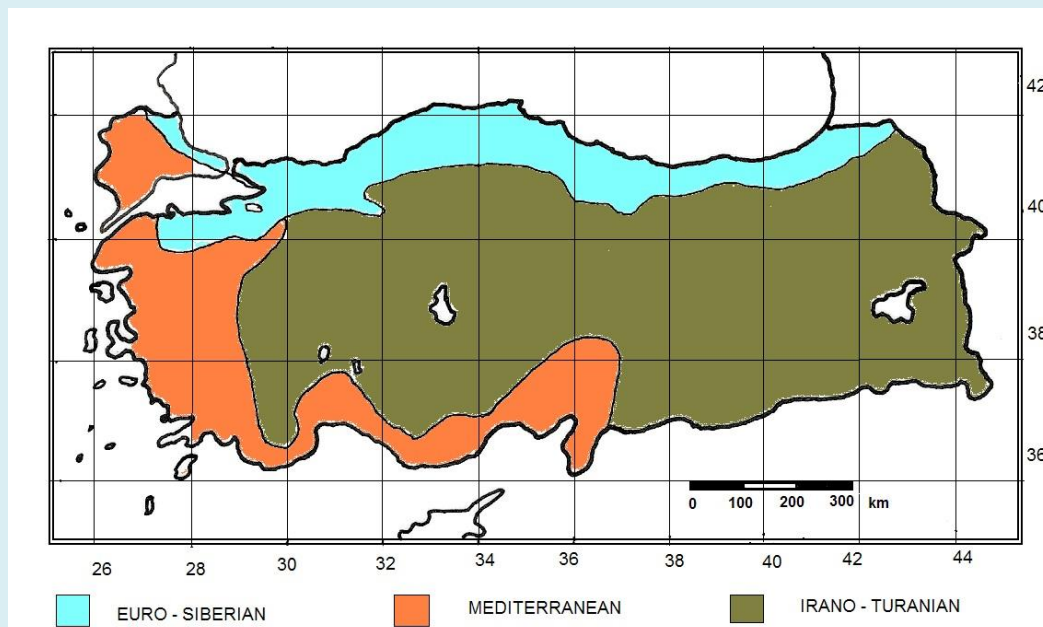 42
40
38
36
0 100 200 300 km
26 28 30 32 34 36 38 40 42 44
EURO - SIBERIAN MEDITERRANEAN IRANO - TURANIAN